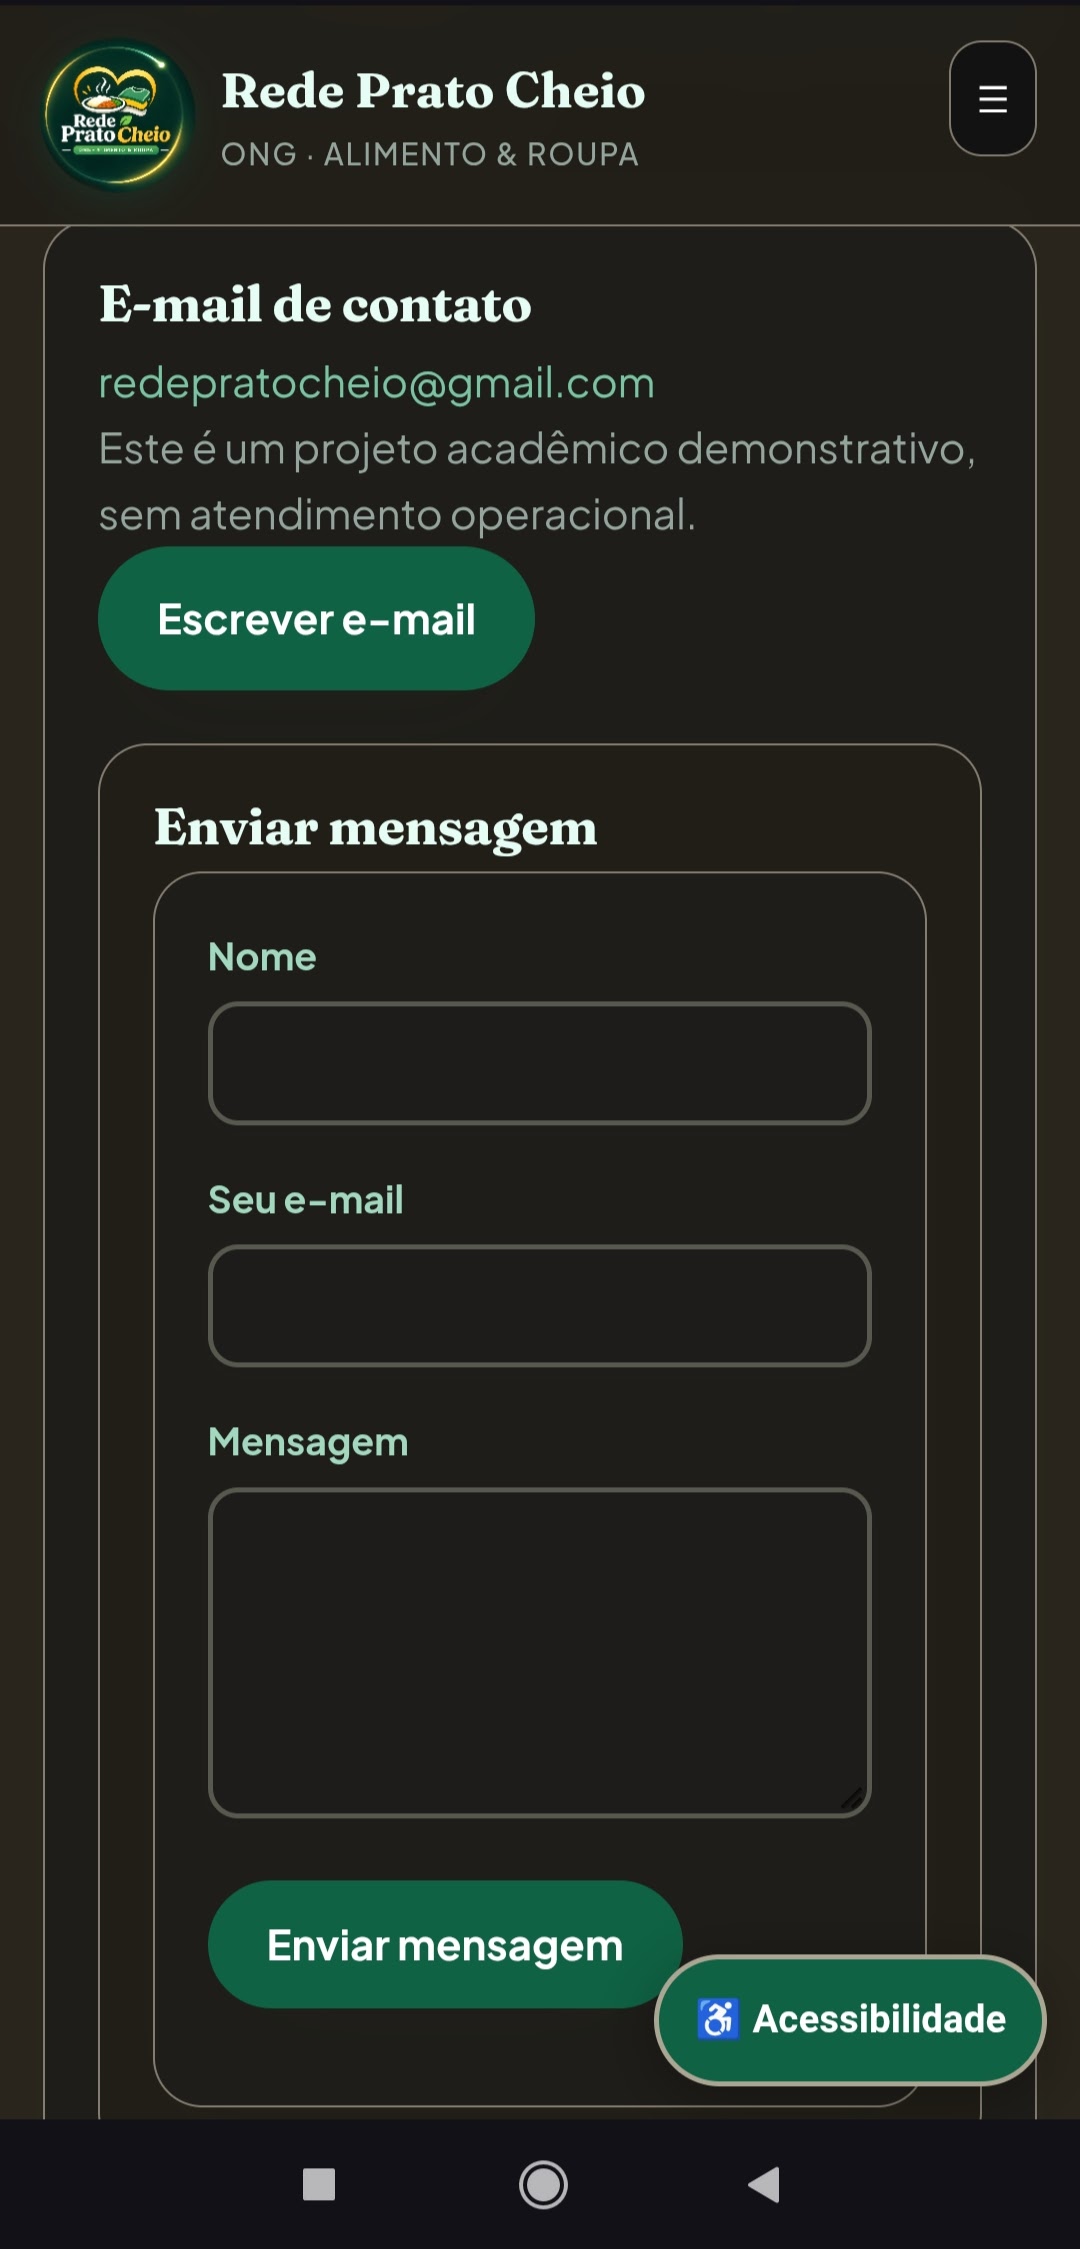 Rede
Prato Cheio
Rede Prato Cheio
ONG · ALIMENTO & ROUPA
☰
E-mail de contato
redepratocheio@gmail.com
Este é um projeto acadêmico demonstrativo,
sem atendimento operacional.
Escrever e-mail
Enviar mensagem
Nome
Seu e-mail
Mensagem
Enviar mensagem
♿ Acessibilidade